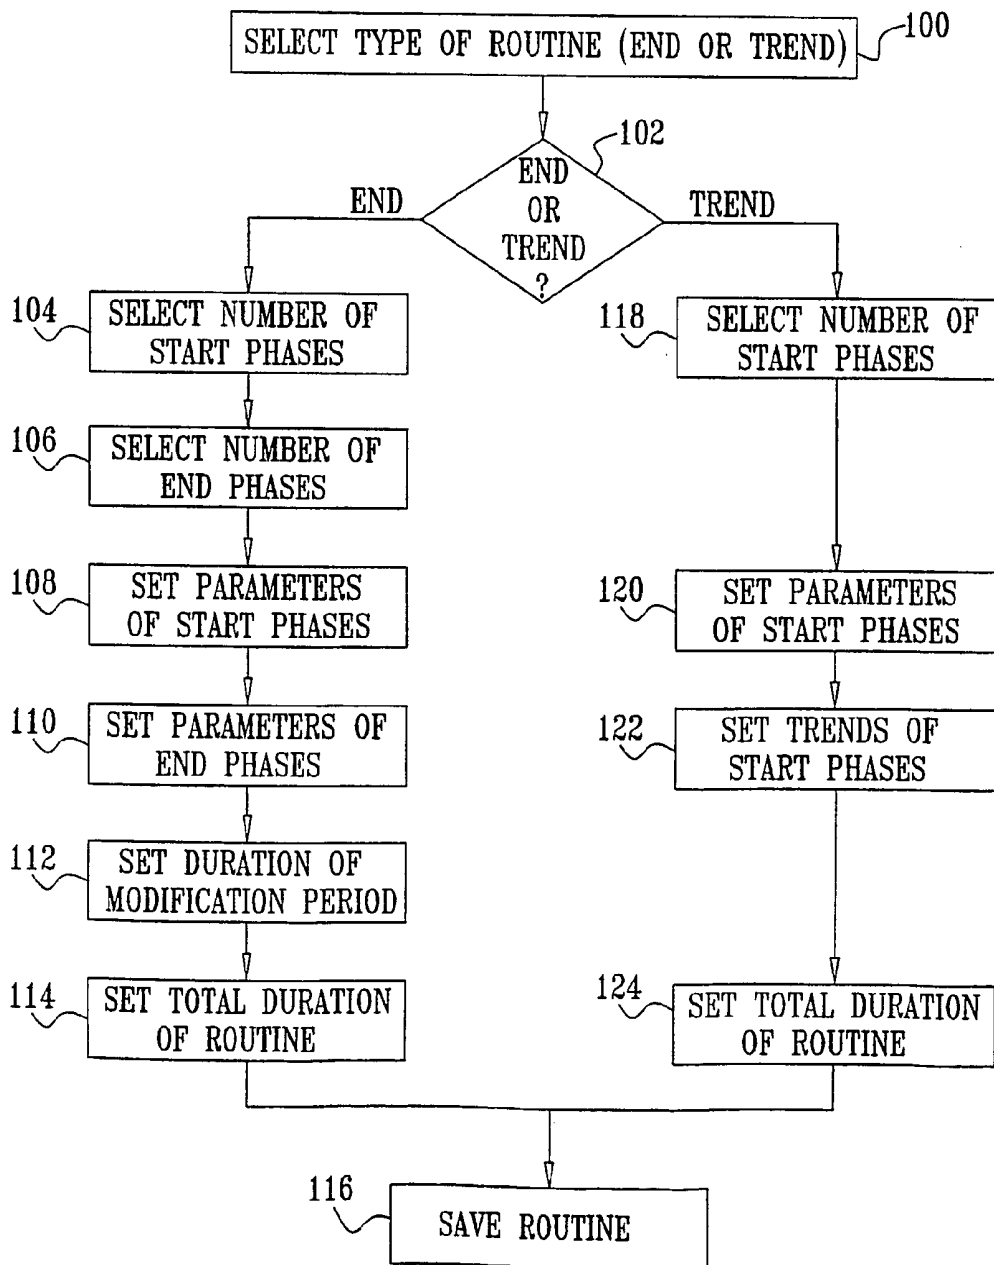 SELECT TYPE OF ROUTINE (END OR TREND)
100
102
END
OR
TREND
?
END
TREND
104
SELECT NUMBER OF
START PHASES
118
SELECT NUMBER OF
START PHASES
106
SELECT NUMBER OF
END PHASES
108
SET PARAMETERS
OF START PHASES
120
SET PARAMETERS
OF START PHASES
110
SET PARAMETERS OF
END PHASES
122
SET TRENDS OF
START PHASES
112
SET DURATION OF
MODIFICATION PERIOD
114
SET TOTAL DURATION
OF ROUTINE
124
SET TOTAL DURATION
OF ROUTINE
116
SAVE ROUTINE